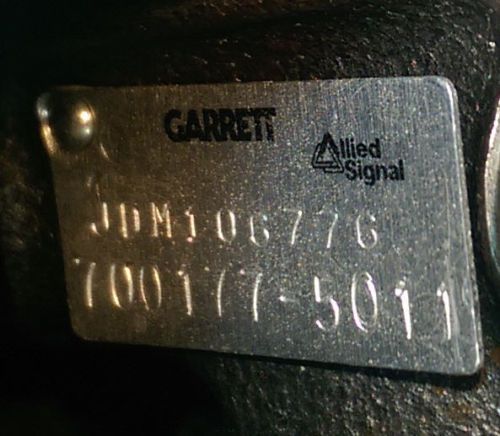 GARRETT
Allied
Signal
JDM106776
700177-5011